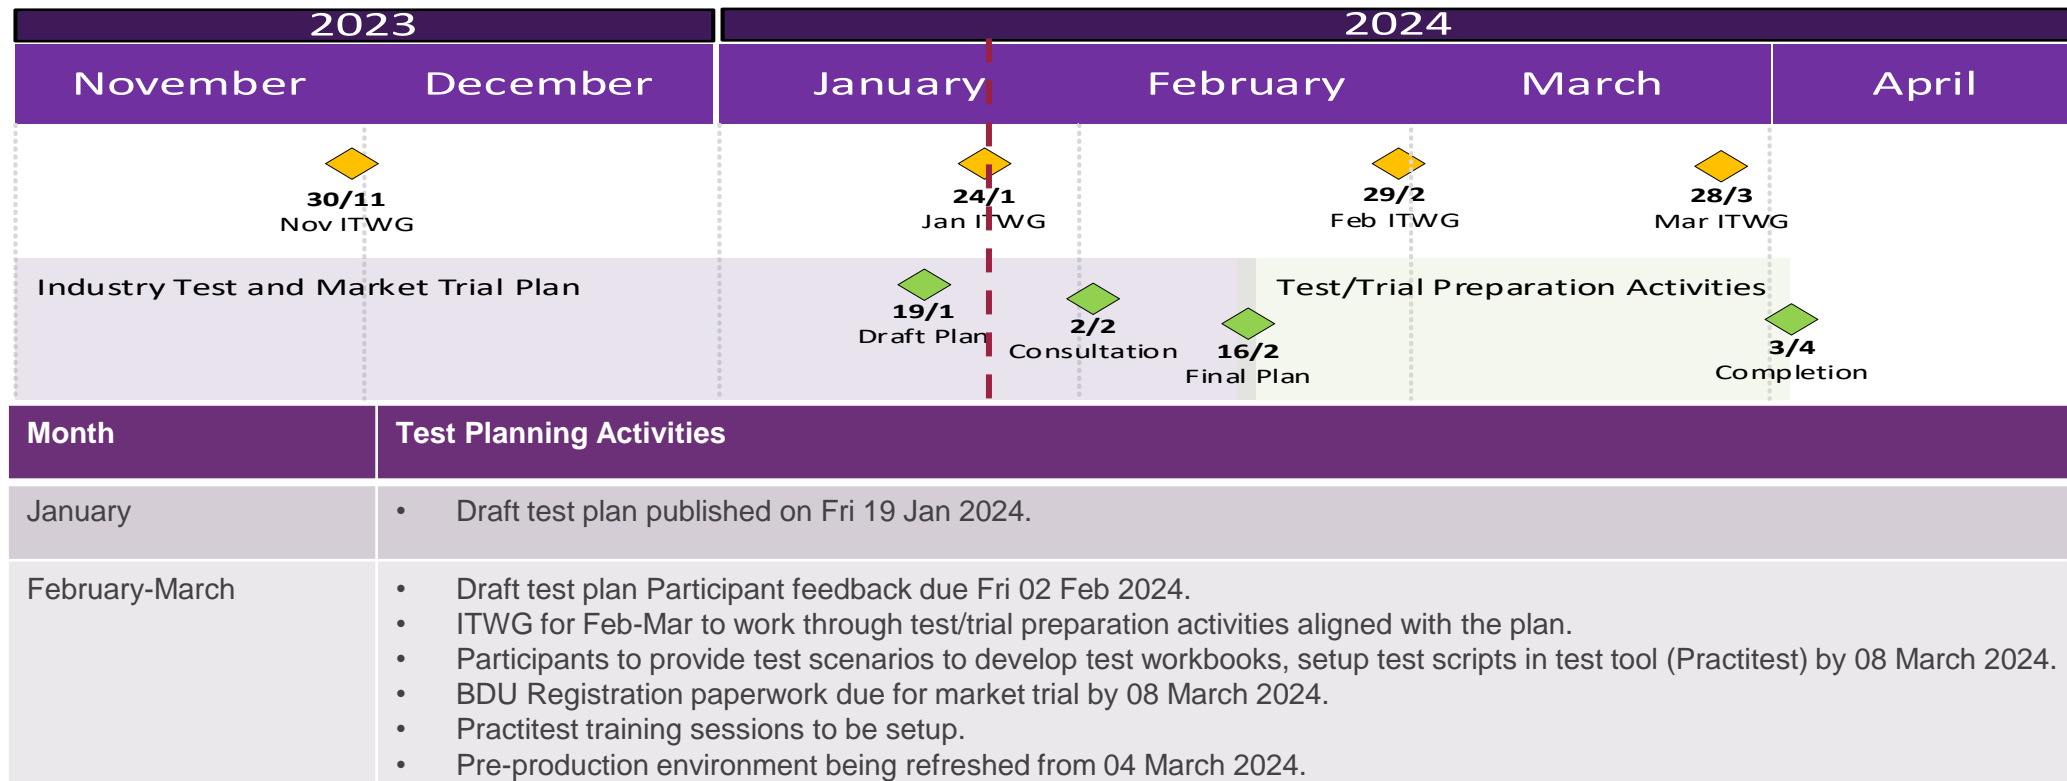 2023 2024
November December January February March April
30/11 24/1 29/2 28/3
Nov ITWG Jan ITWG Feb ITWG Mar ITWG
Industry Test and Market Trial Plan Test/Trial Preparation Activities
19/1 2/2 16/2 3/4
Draft Plan Consultation Final Plan Completion
Month Test Planning Activities
January • Draft test plan published on Fri 19 Jan 2024.
February-March • Draft test plan Participant feedback due Fri 02 Feb 2024.
• ITWG for Feb-Mar to work through test/trial preparation activities aligned with the plan.
• Participants to provide test scenarios to develop test workbooks, setup test scripts in test tool (Practitest) by 08 March 2024.
• BDU Registration paperwork due for market trial by 08 March 2024.
• Practitest training sessions to be setup.
• Pre-production environment being refreshed from 04 March 2024.